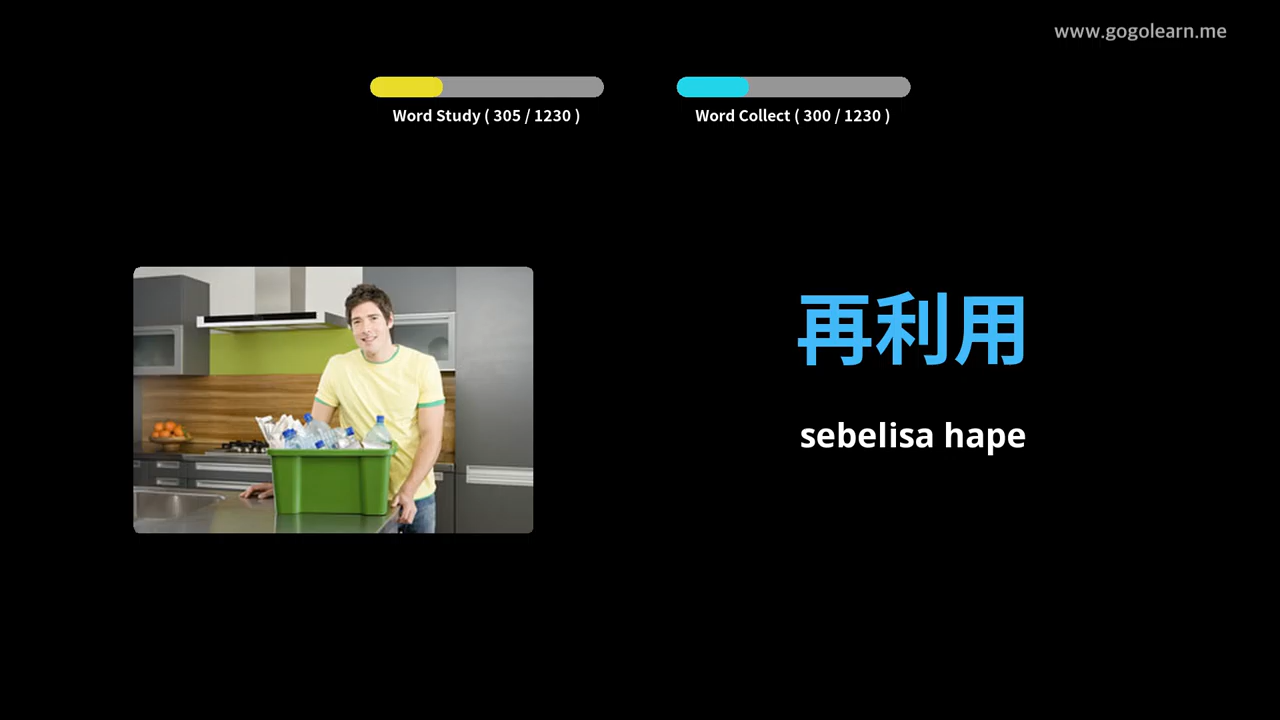 www.gogolearn.me
Word Study ( 305 / 1230 )
Word Collect ( 300 / 1230 )
再利用
sebelisa hape